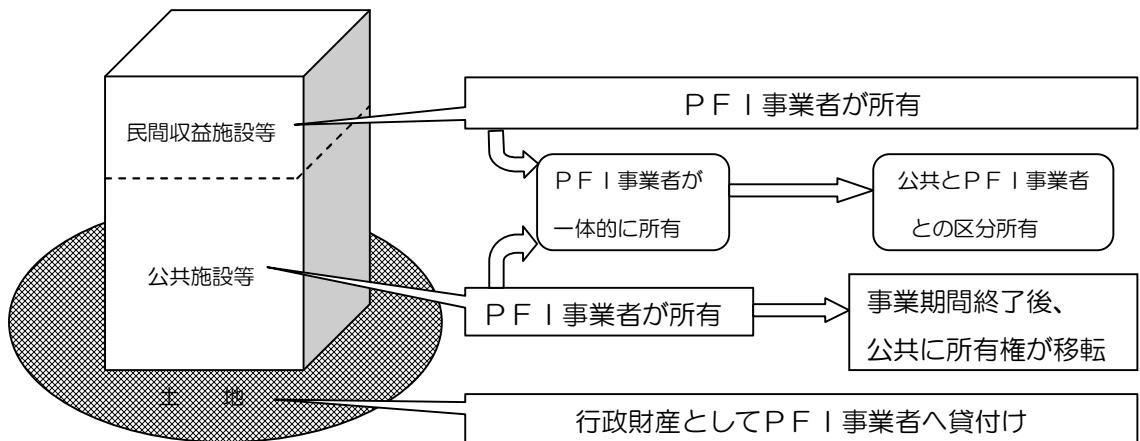 ＰＦＩ事業者が所有
民間収益施設等
ＰＦＩ事業者が
一体的に所有
公共とＰＦＩ事業者
との区分所有
公共施設等
ＰＦＩ事業者が所有
事業期間終了後、
公共に所有権が移転
土　地
行政財産としてＰＦＩ事業者へ貸付け